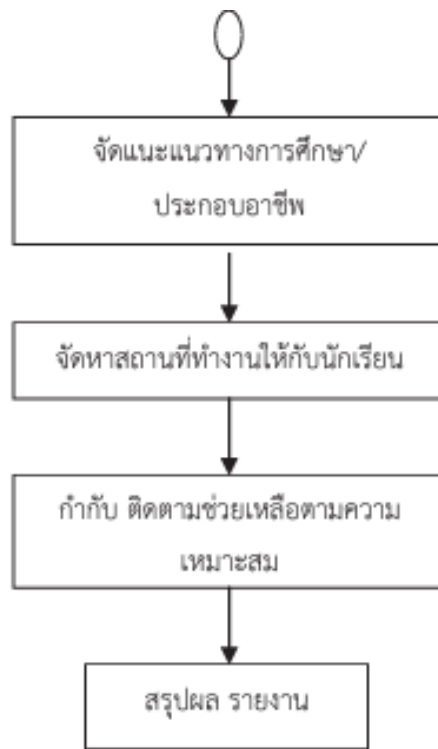 จัดแนะแนวทางการศึกษา/
ประกอบอาชีพ
จัดหาสถานที่ทำงานให้กับนักเรียน
กำกับ ติดตามช่วยเหลือตามความ
เหมาะสม
สรุปผล รายงาน